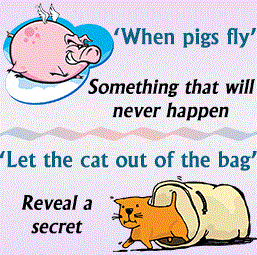 ‘When pigs fly’
Something that will
never happen
‘Let the cat out of the bag’
Reveal a
secret